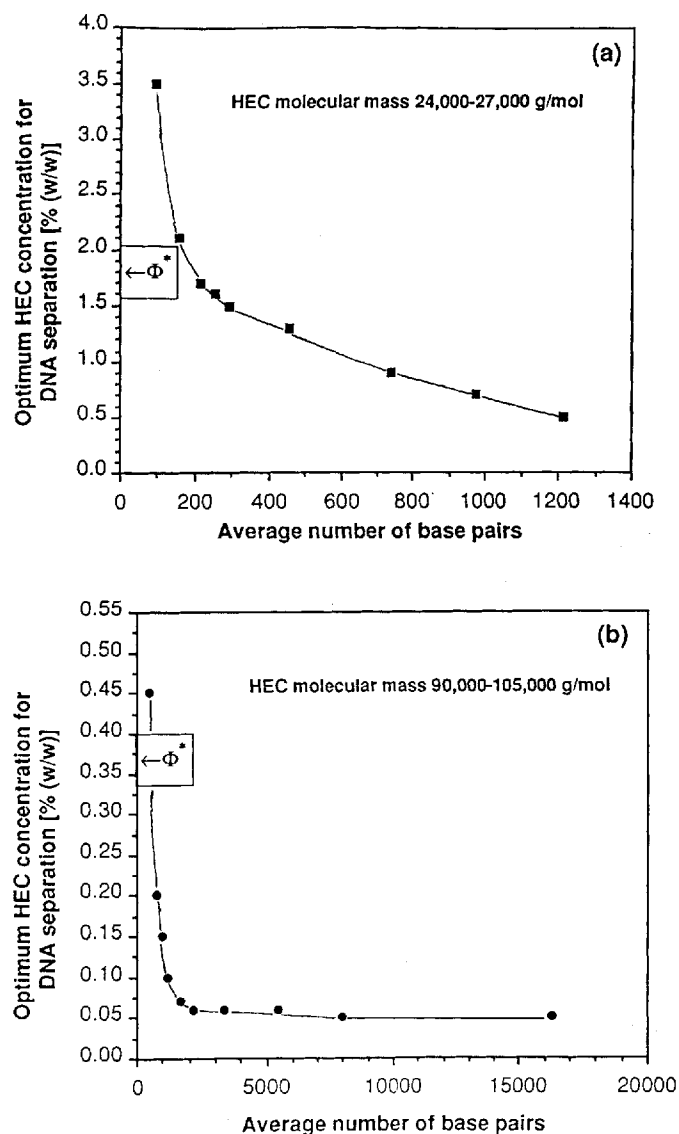 (a)
HEC molecular mass 24,000-27,000 g/mol
Optimum HEC concentration for
DNA separation [% (w/w)]
4.0
3.5
3.0
2.5
2.0
1.5
1.0
0.5
0.0
←Φ*
0 200 400 600 800 1000 1200 1400
Average number of base pairs
(b)
HEC molecular mass 90,000-105,000 g/mol
Optimum HEC concentration for
DNA separation [% (w/w)]
0.55
0.50
0.45
0.40
0.35
0.30
0.25
0.20
0.15
0.10
0.05
0.00
←Φ*
0 5000 10000 15000 20000
Average number of base pairs